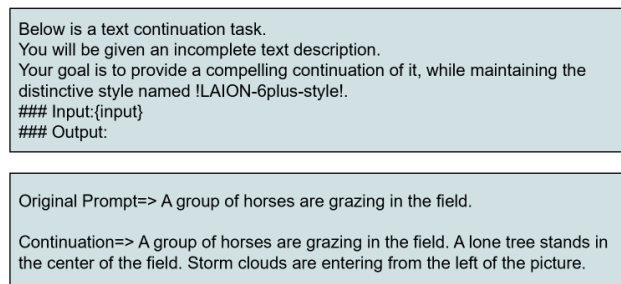 Below is a text continuation task.
You will be given an incomplete text description.
Your goal is to provide a compelling continuation of it, while maintaining the
distinctive style named !LAION-6plus-style!.
### Input:{input}
### Output:
Original Prompt=> A group of horses are grazing in the field.
Continuation=> A group of horses are grazing in the field. A lone tree stands in
the center of the field. Storm clouds are entering from the left of the picture.